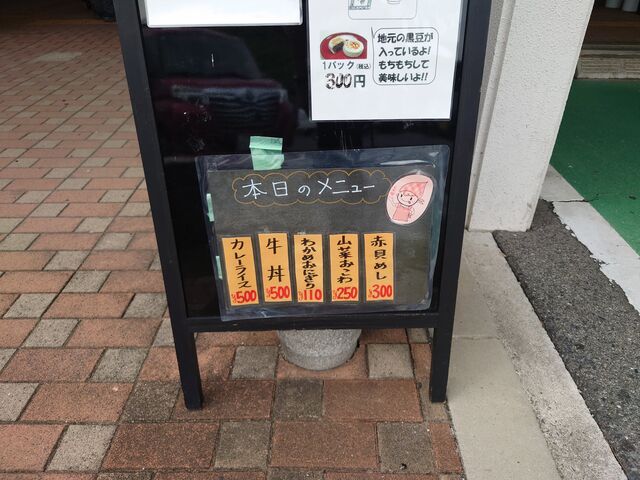 地元の黒豆が
入っているよ!
もちもちして
美味しいよ!!
1パック(税込)
300円
本日のメニュー
赤貝めし
¥300
山菜おこわ
¥250
わかめおにぎり
¥110
牛丼
¥500
カレーライス
¥500